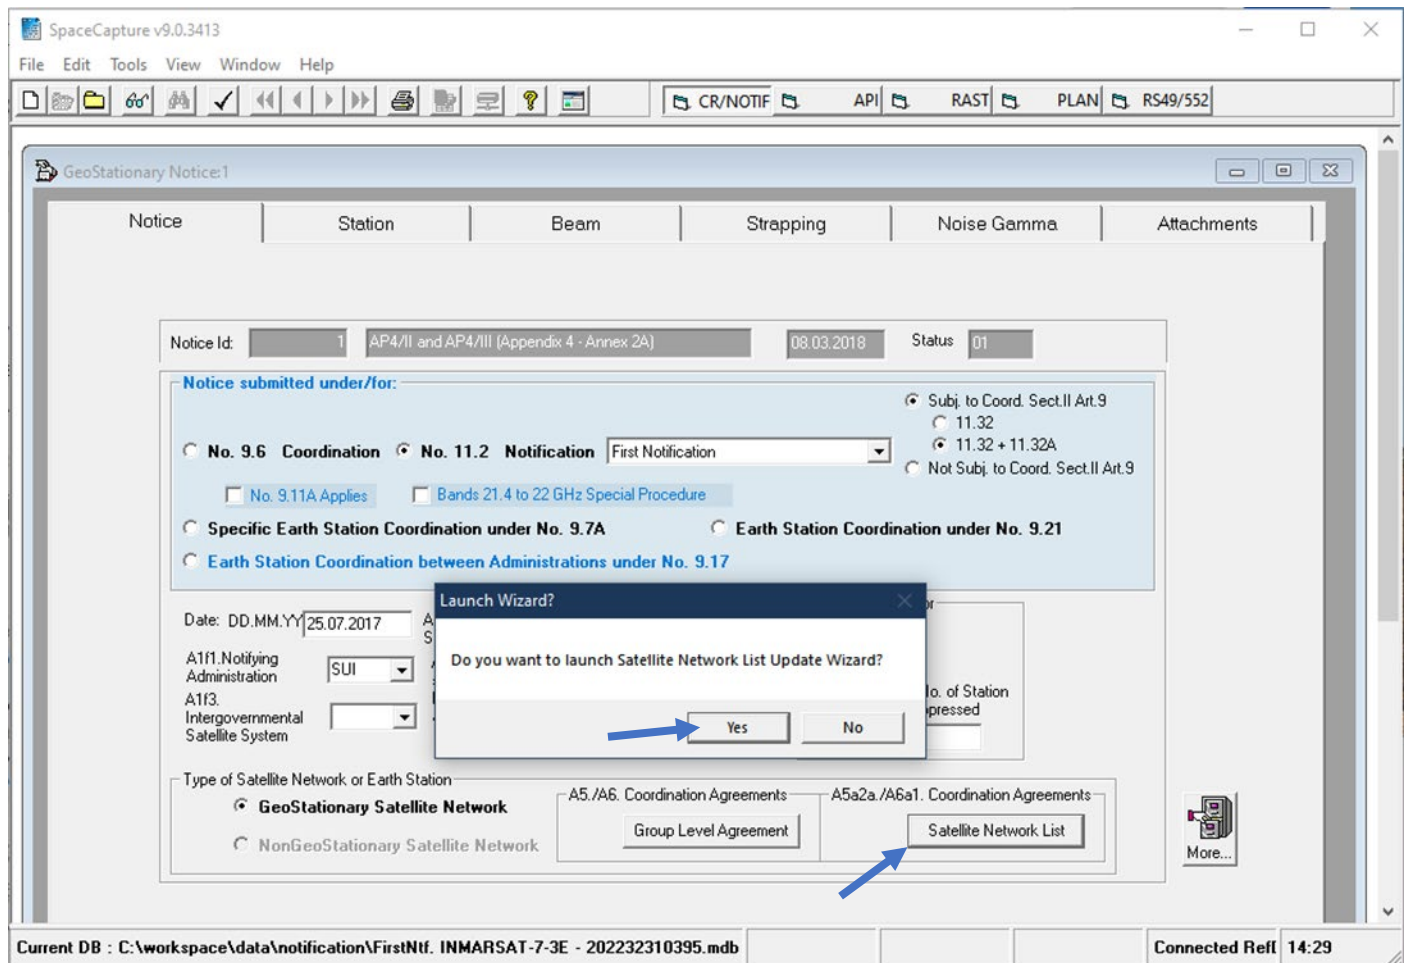 SpaceCapture v9.0.3413
File Edit Tools View Window Help
CR/NOTIF API RAST PLAN RS49/552
GeoStationary Notice:1
Notice Station Beam Strapping Noise Gamma Attachments
Notice Id: 1 AP4/II and AP4/III (Appendix 4 - Annex 2A) 08.03.2018 Status 01
Notice submitted under/for:
Subj. to Coord. Sect.II Art.9
11.32
No. 9.6 Coordination No. 11.2 Notification First Notification 11.32 + 11.32A
Not Subj. to Coord. Sect.II Art.9
No. 9.11A Applies Bands 21.4 to 22 GHz Special Procedure
Specific Earth Station Coordination under No. 9.7A Earth Station Coordination under No. 9.21
Earth Station Coordination between Administrations under No. 9.17
Launch Wizard?
Do you want to launch Satellite Network List Update Wizard?
Yes No
Date: DD.MM.YY 25.07.2017
A1f1.Notifying
Administration SUI
A1f3.
Intergovernmental
Satellite System
of Station
Type of Satellite Network or Earth Station
GeoStationary Satellite Network
NonGeoStationary Satellite Network
A5./A6. Coordination Agreements A5a2a./A6a1. Coordination Agreements
Group Level Agreement Satellite Network List
More...
Current DB : C:\workspace\data\notification\FirstNtf. INMARSAT-7-3E - 202232310395.mdb Connected Ref 14:29